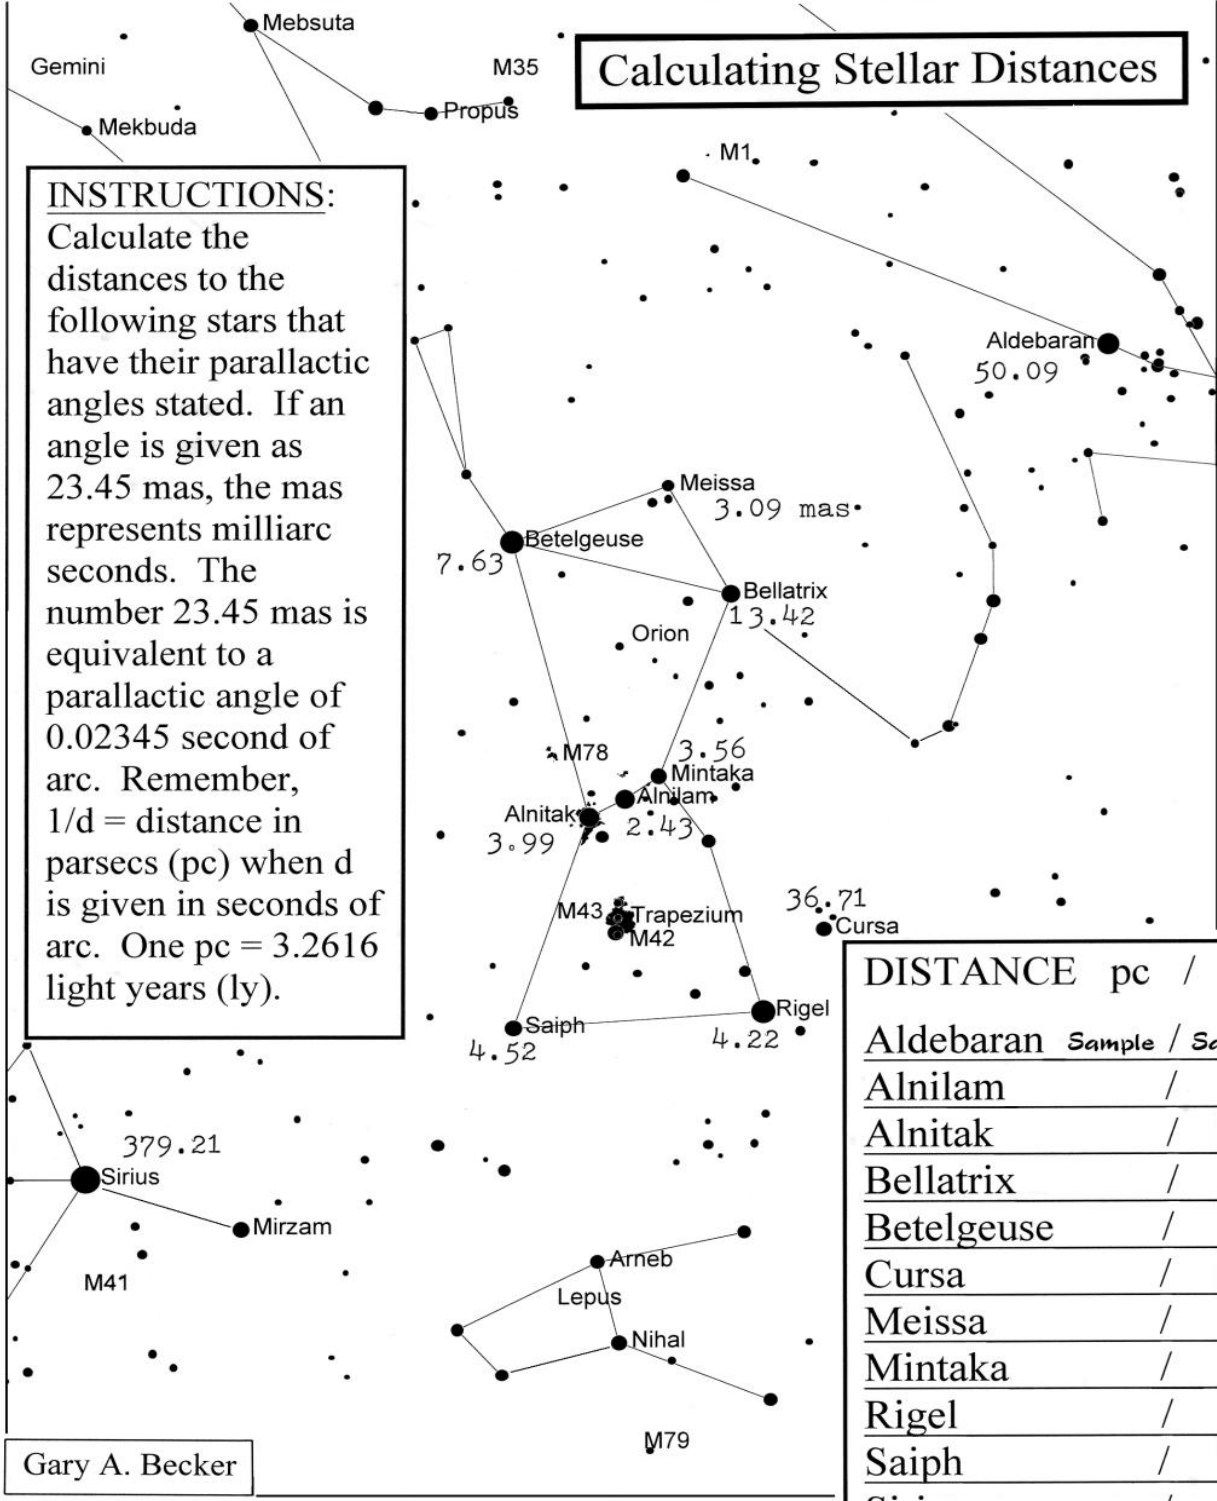 Mebsuta
Gemini
M35
Calculating Stellar Distances
Propus
Mekbuda
M1
INSTRUCTIONS:
Calculate the
distances to the
following stars that
have their parallactic
angles stated. If an
angle is given as
23.45 mas, the mas
represents milliarc
seconds. The
number 23.45 mas is
equivalent to a
parallactic angle of
0.02345 second of
arc. Remember,
1/d = distance in
parsecs (pc) when d
is given in seconds of
arc. One pc = 3.2616
light years (ly).
Aldebaran
50.09
Meissa
3.09 mas
Betelgeuse
7.63
Bellatrix
13.42
Orion
M78
3.56
Mintaka
Alnilam
2.43
Alnitak
3.99
M43
Trapezium
M42
36.71
Cursa
Saiph
4.52
Rigel
4.22
379.21
Sirius
Mirzam
M41
Arneb
Lepus
Nihal
M79
DISTANCE pc /
Aldebaran Sample /
Alnilam /
Alnitak /
Bellatrix /
Betelgeuse /
Cursa /
Meissa /
Mintaka /
Rigel /
Saiph /
Gary A. Becker